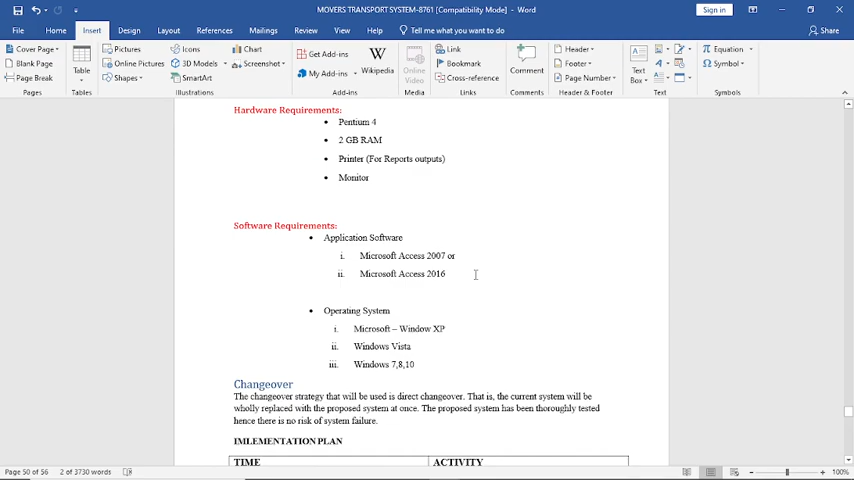 MOVERS TRANSPORT SYSTEM-8761 [Compatibility Mode] - Word
Sign in
File Home Insert Design Layout References Mailings Review View Help Tell me what you want to do
Share
Cover Page
Blank Page
Page Break
Pages
Table
Tables
Pictures
Online Pictures
Shapes
Icons
3D Models
SmartArt
Chart
Screenshot
Illustrations
Get Add-ins
My Add-ins
Wikipedia
Add-ins
Online Video
Media
Link
Bookmark
Cross-reference
Links
Comment
Comments
Header
Footer
Page Number
Header & Footer
Text Box
Text
Equation
Symbol
Symbols
Hardware Requirements:
• Pentium 4
• 2 GB RAM
• Printer (For Reports outputs)
• Monitor
Software Requirements:
• Application Software
i. Microsoft Access 2007 or
ii. Microsoft Access 2016
• Operating System
i. Microsoft – Window XP
ii. Windows Vista
iii. Windows 7,8,10
Changeover
The changeover strategy that will be used is direct changeover. That is, the current system will be
wholly replaced with the proposed system at once. The proposed system has been thoroughly tested
hence there is no risk of system failure.
IMLEMENTATION PLAN
TIME ACTIVITY
Page 50 of 56 2 of 3730 words
100%